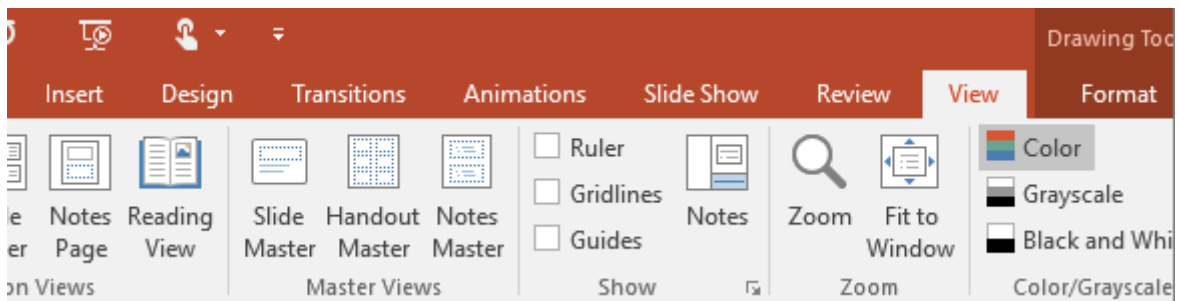 Drawing Too
Insert Design Transitions Animations Slide Show Review View Format
Ruler Color
Gridlines Grayscale
Notes Reading Slide Handout Notes Notes Zoom Fit to
Page View Master Master Master Guides Window Black and Whi
Views Master Views Show Zoom Color/Grayscale